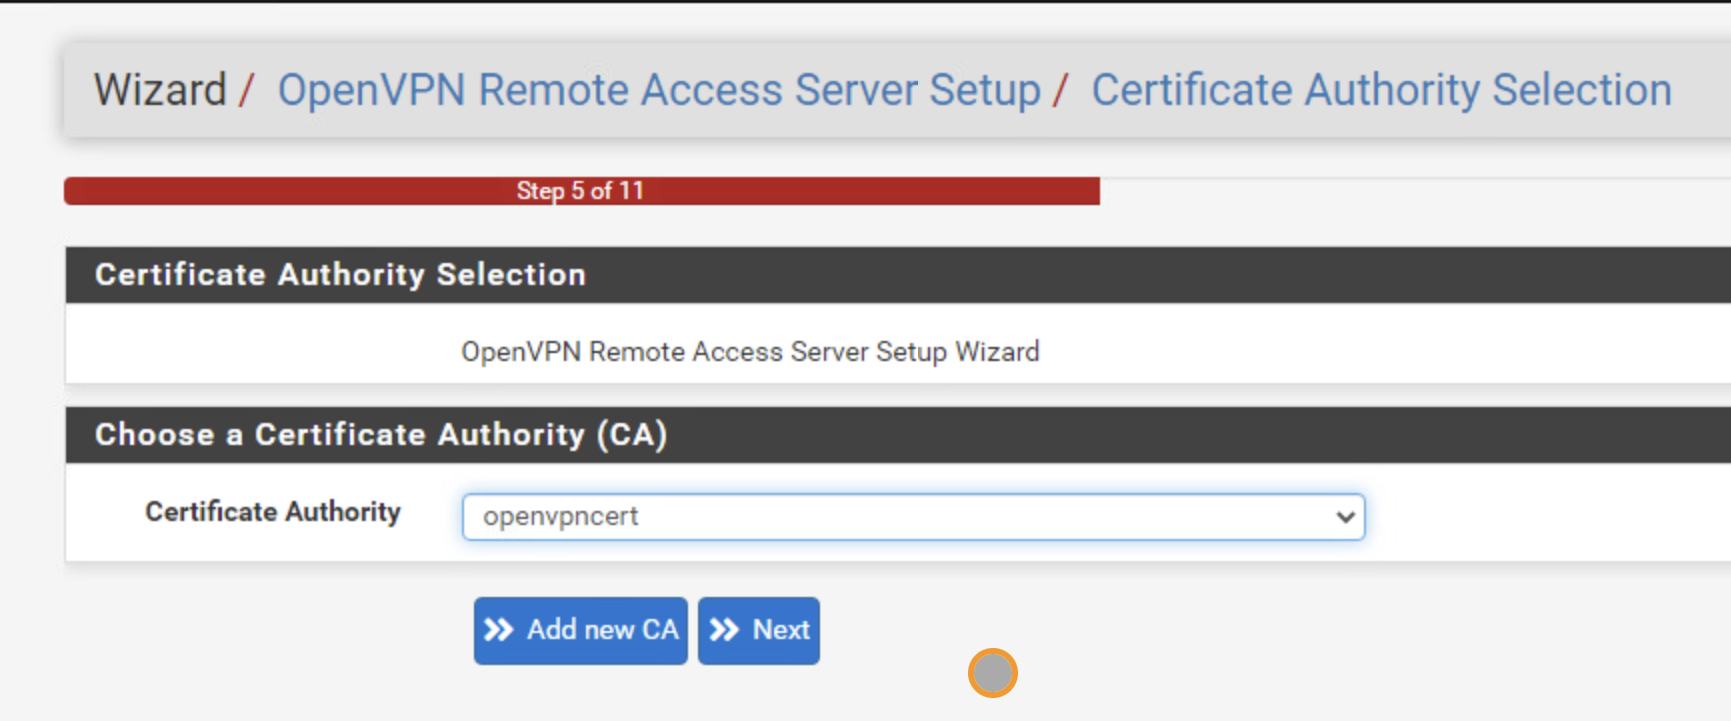 Wizard / OpenVPN Remote Access Server Setup / Certificate Authority Selection
Step 5 of 11
Certificate Authority Selection
OpenVPN Remote Access Server Setup Wizard
Choose a Certificate Authority (CA)
Certificate Authority openvpncert
Add new CA Next